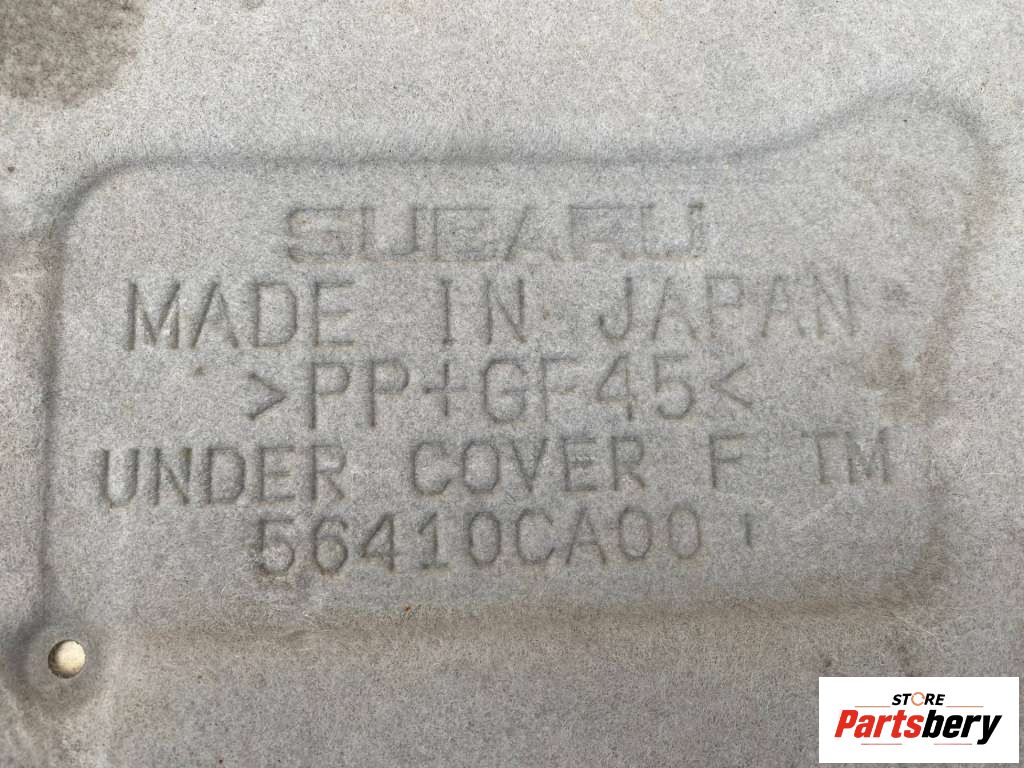 SUBARU
MADE IN JAPAN
>PP+GF45<
UNDER COVER F TM
56410CA00
STORE
Partsbery